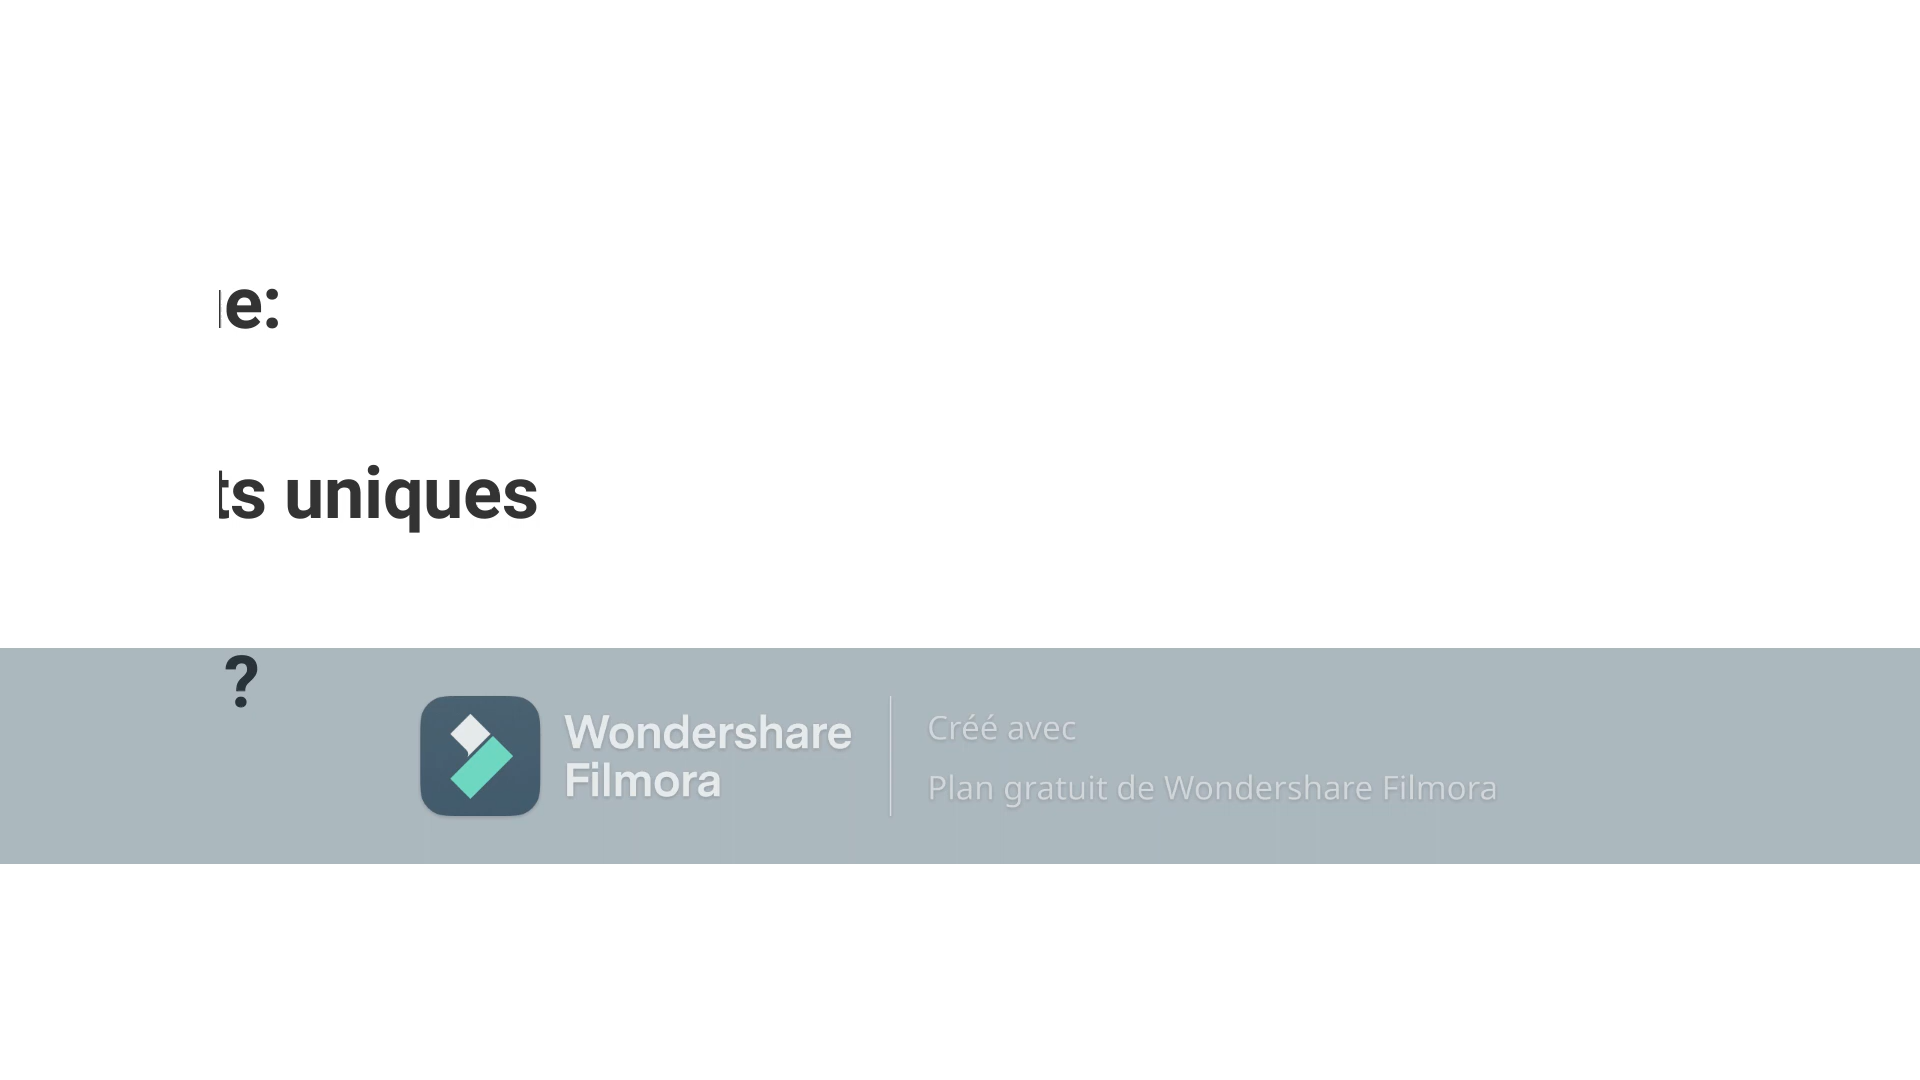 e:
ts uniques
?
Wondershare
Filmora
Créé avec
Plan gratuit de Wondershare Filmora